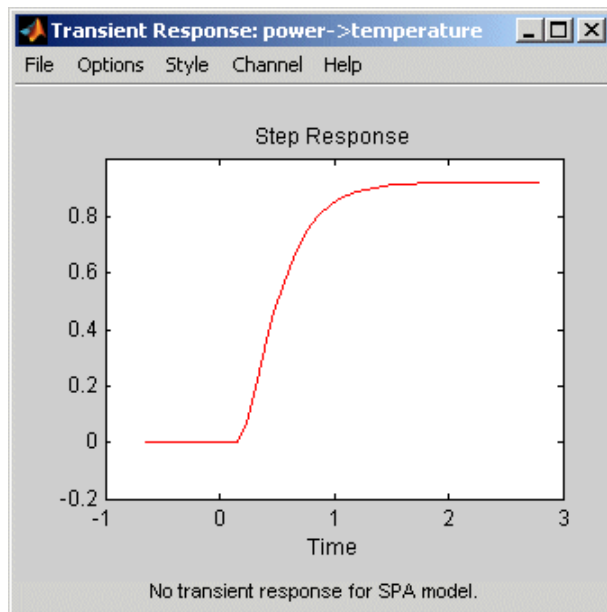 Transient Response: power->temperature
File Options Style Channel Help
Step Response
0.8
0.6
0.4
0.2
0
-0.2
-1 0 1 2 3
Time
No transient response for SPA model.